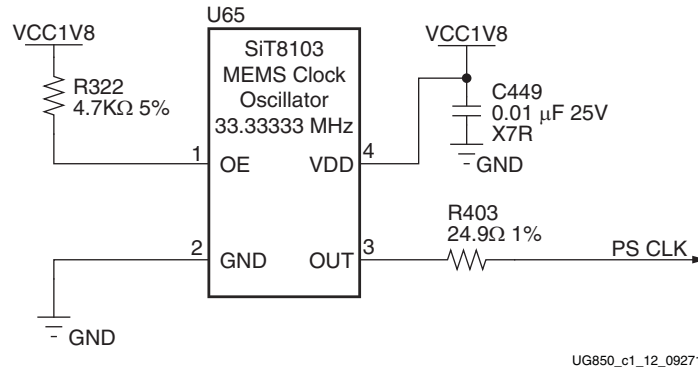 U65
VCC1V8
R322
4.7KΩ 5%
SiT8103
MEMS Clock
Oscillator
33.33333 MHz
VCC1V8
C449
0.01 μF 25V
X7R
GND
1
OE
VDD
4
R403
24.9Ω 1%
2
GND
OUT
3
PS CLK
GND
UG850_c1_12_09271